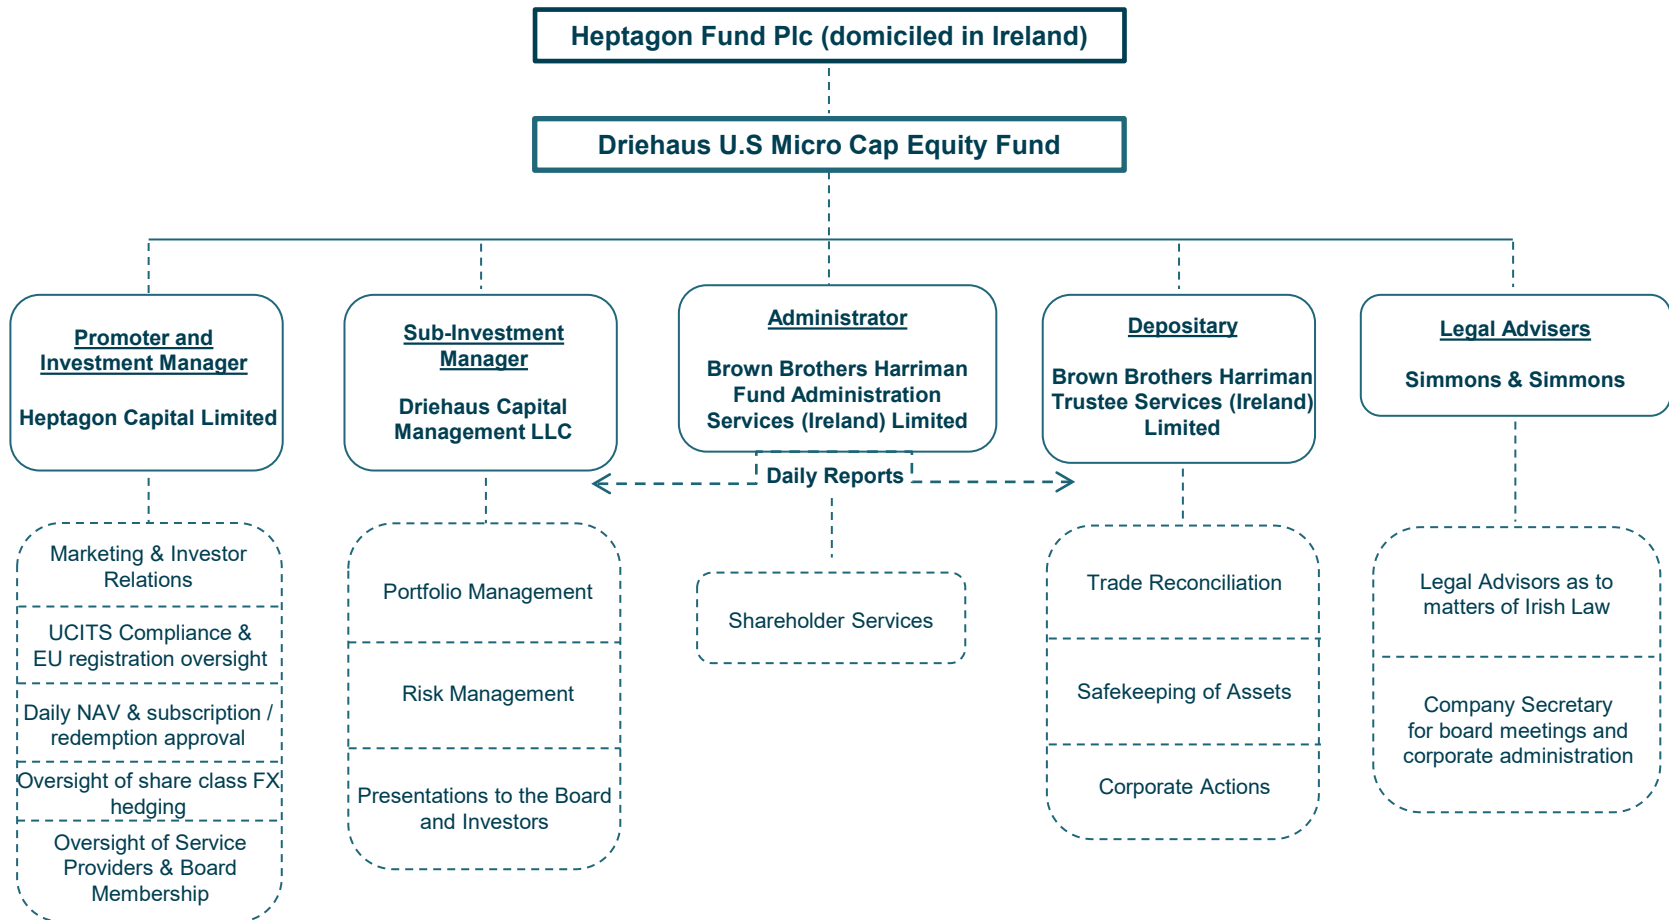 Heptagon Fund Plc (domiciled in Ireland)
Driehaus U.S Micro Cap Equity Fund
Promoter and
Investment Manager
Heptagon Capital Limited
Sub-Investment
Manager
Driehaus Capital
Management LLC
Administrator
Brown Brothers Harriman
Fund Administration
Services (Ireland) Limited
Depositary
Brown Brothers Harriman
Trustee Services (Ireland)
Limited
Legal Advisers
Simmons & Simmons
Daily Reports
Marketing & Investor
Relations
UCITS Compliance &
EU registration oversight
Daily NAV & subscription /
redemption approval
Oversight of share class FX
hedging
Oversight of Service
Providers & Board
Membership
Portfolio Management
Risk Management
Presentations to the Board
and Investors
Shareholder Services
Trade Reconciliation
Safekeeping of Assets
Corporate Actions
Legal Advisors as to
matters of Irish Law
Company Secretary
for board meetings and
corporate administration